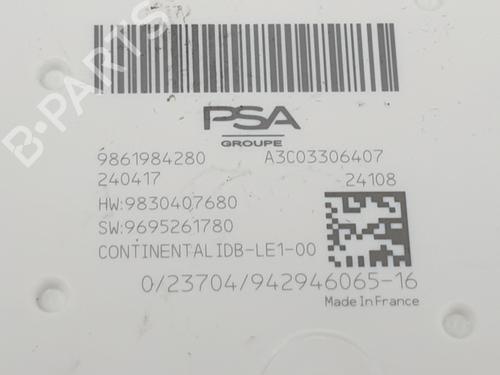 PSA
GROUPE
9861984280 A3C03306407
240417 24108
HW:9830407680
SW:9695261780
CONTINENTALIDB-LE1-00
0/23704/942946065-16
Made In France
B-PARTS